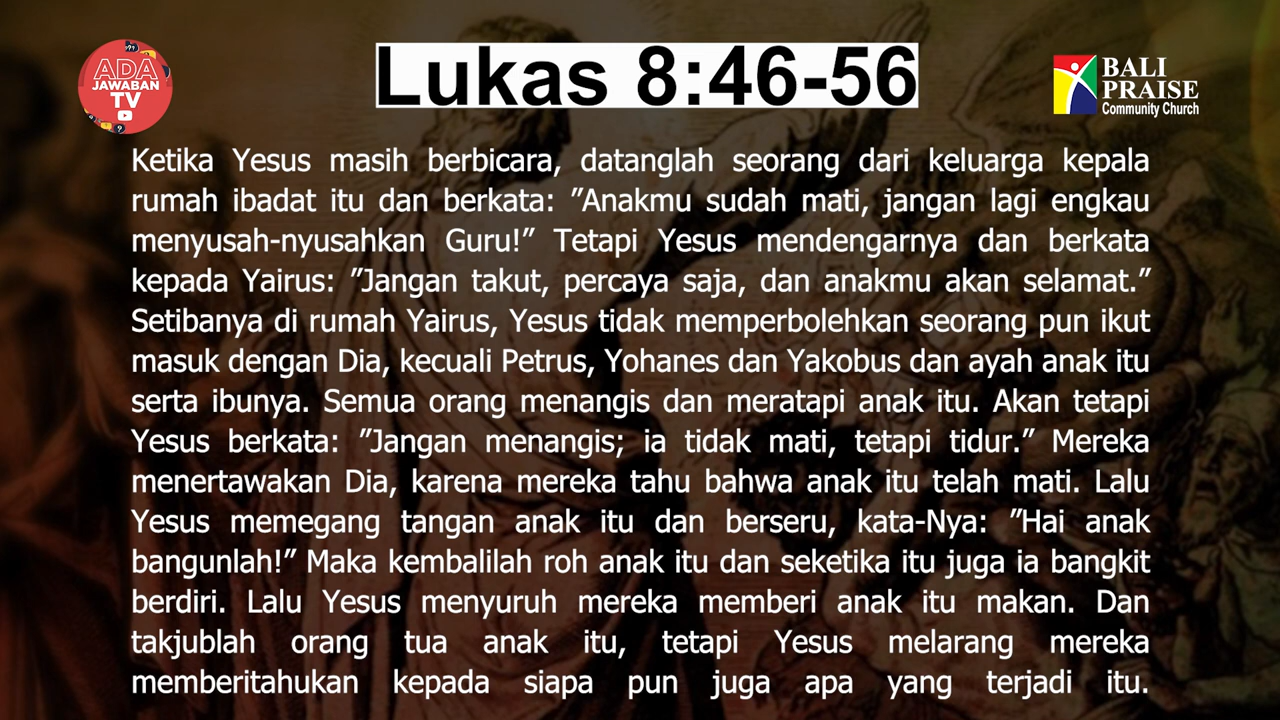 ADA
JAWABAN
TV
Lukas 8:46-56
BALI
PRAISE
Community Church
Ketika Yesus masih berbicara, datanglah seorang dari keluarga kepala
rumah ibadat itu dan berkata: ”Anakmu sudah mati, jangan lagi engkau
menyusah-nyusahkan Guru!” Tetapi Yesus mendengarnya dan berkata
kepada Yairus: ”Jangan takut, percaya saja, dan anakmu akan selamat.”
Setibanya di rumah Yairus, Yesus tidak memperbolehkan seorang pun ikut
masuk dengan Dia, kecuali Petrus, Yohanes dan Yakobus dan ayah anak itu
serta ibunya. Semua orang menangis dan meratapi anak itu. Akan tetapi
Yesus berkata: ”Jangan menangis; ia tidak mati, tetapi tidur.” Mereka
menertawakan Dia, karena mereka tahu bahwa anak itu telah mati. Lalu
Yesus memegang tangan anak itu dan berseru, kata-Nya: ”Hai anak
bangunlah!” Maka kembalilah roh anak itu dan seketika itu juga ia bangkit
berdiri. Lalu Yesus menyuruh mereka memberi anak itu makan. Dan
takjublah orang tua anak itu, tetapi Yesus melarang mereka
memberitahukan kepada siapa pun juga apa yang terjadi itu.